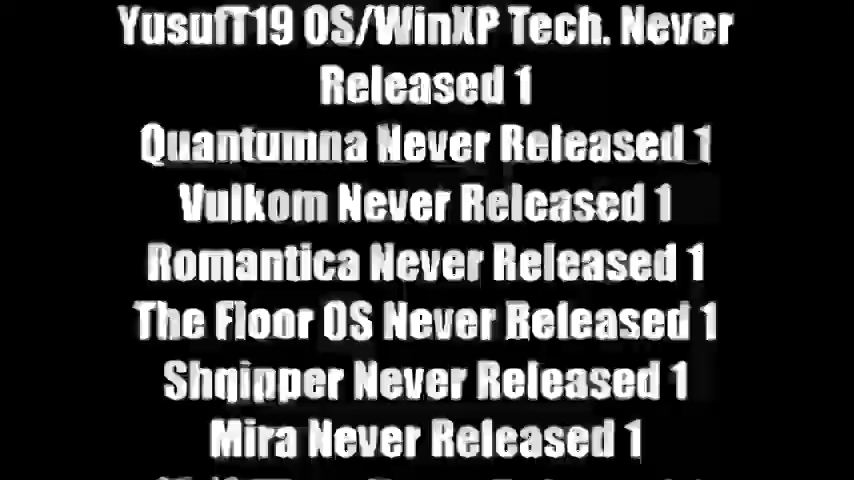 YusufT19 OS/WinXP Tech. Never
Released 1
Quantumna Never Released 1
Vulkom Never Released 1
Romantica Never Released 1
The Floor OS Never Released 1
Shqipper Never Released 1
Mira Never Released 1